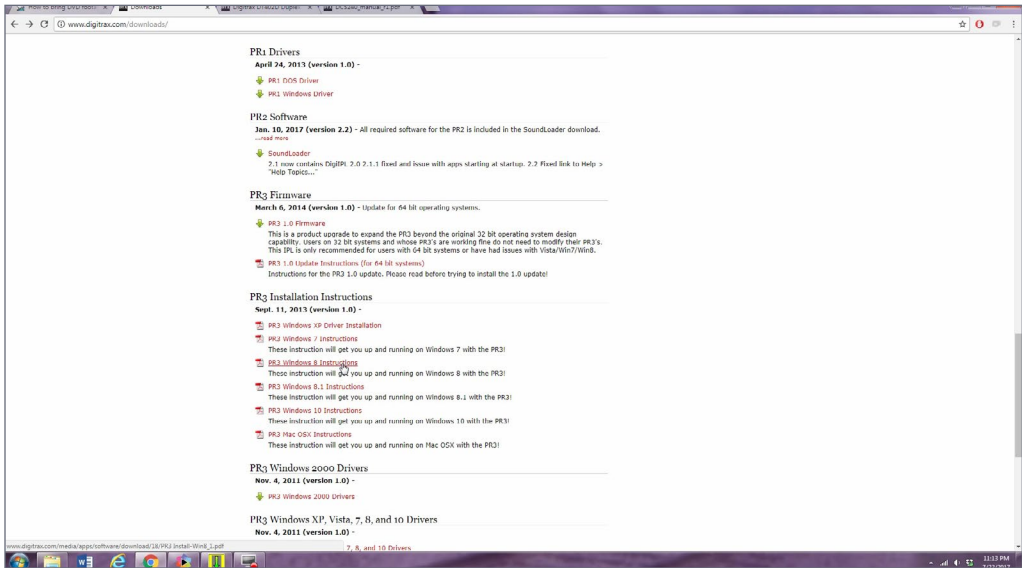 How to bring DVD
Downloads
Digitrax DT602D Duplex
www.digitrax.com/downloads/
PR1 Drivers
April 24, 2013 (version 1.0) -
PR1 DOS Driver
PR1 Windows Driver
PR2 Software
Jan. 10, 2017 (version 2.2) - All required software for the PR2 is included in the SoundLoader download.
...read more
SoundLoader
2.1 now contains DigiIPL 2.0 2.1.1 fixed and issue with apps starting at startup. 2.2 Fixed link to Help >
"Help Topics..."
PR3 Firmware
March 6, 2014 (version 1.0) - Update for 64 bit operating systems.
PR3 1.0 Firmware
This is a product upgrade to expand the PR3 beyond the original 32 bit operating system design
capability. Users on 32 bit systems and whose PR3's are working fine do not need to modify their PR3's.
This IPL is only recommended for users with 64 bit systems or have had issues with Vista/Win7/Win8.
PR3 1.0 Update Instructions (for 64 bit systems)
Instructions for the PR3 1.0 update. Please read before trying to install the 1.0 update!
PR3 Installation Instructions
Sept. 11, 2013 (version 1.0) -
PR3 Windows XP Driver Installation
PR3 Windows 7 Instructions
These instruction will get you up and running on Windows 7 with the PR3!
PR3 Windows 8 Instructions
These instruction will get you up and running on Windows 8 with the PR3!
PR3 Windows 8.1 Instructions
These instruction will get you up and running on Windows 8.1 with the PR3!
PR3 Windows 10 Instructions
These instruction will get you up and running on Windows 10 with the PR3!
PR3 Mac OSX Instructions
These instruction will get you up and running on Mac OSX with the PR3!
PR3 Windows 2000 Drivers
Nov. 4, 2011 (version 1.0) -
PR3 Windows 2000 Drivers
PR3 Windows XP, Vista, 7, 8, and 10 Drivers
Nov. 4, 2011 (version 1.0) -
7, 8, and 10 Drivers
www.digitrax.com/media/apps/software/download/18/PR3 Install-Win8_1.pdf
11:13 PM